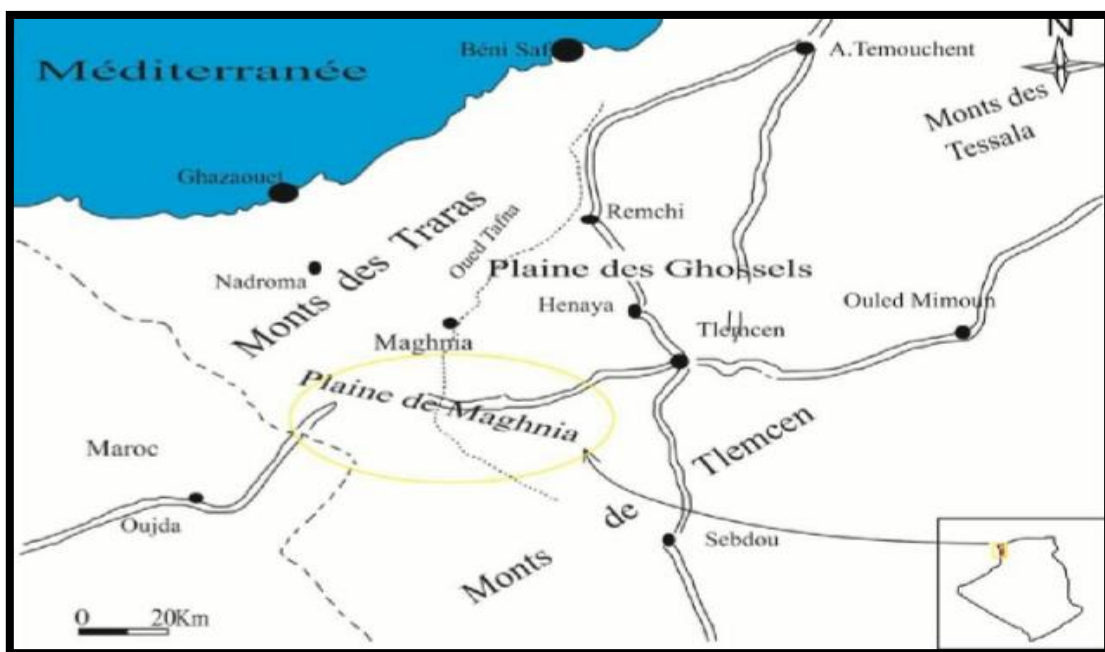 N
Béni Saf
A.Temouchent
Méditerranée
Monts des
Tessala
Ghazaouet
Remchi
Monts des Traras
Oued Tafna
Nadroma
Plaine des Ghossels
Henaya
Ouled Mimoun
Tlemcen
Maghnia
Plaine de Maghnia
Maroc
Oujda
Monts de Tlemcen
Sebdou
0 20Km